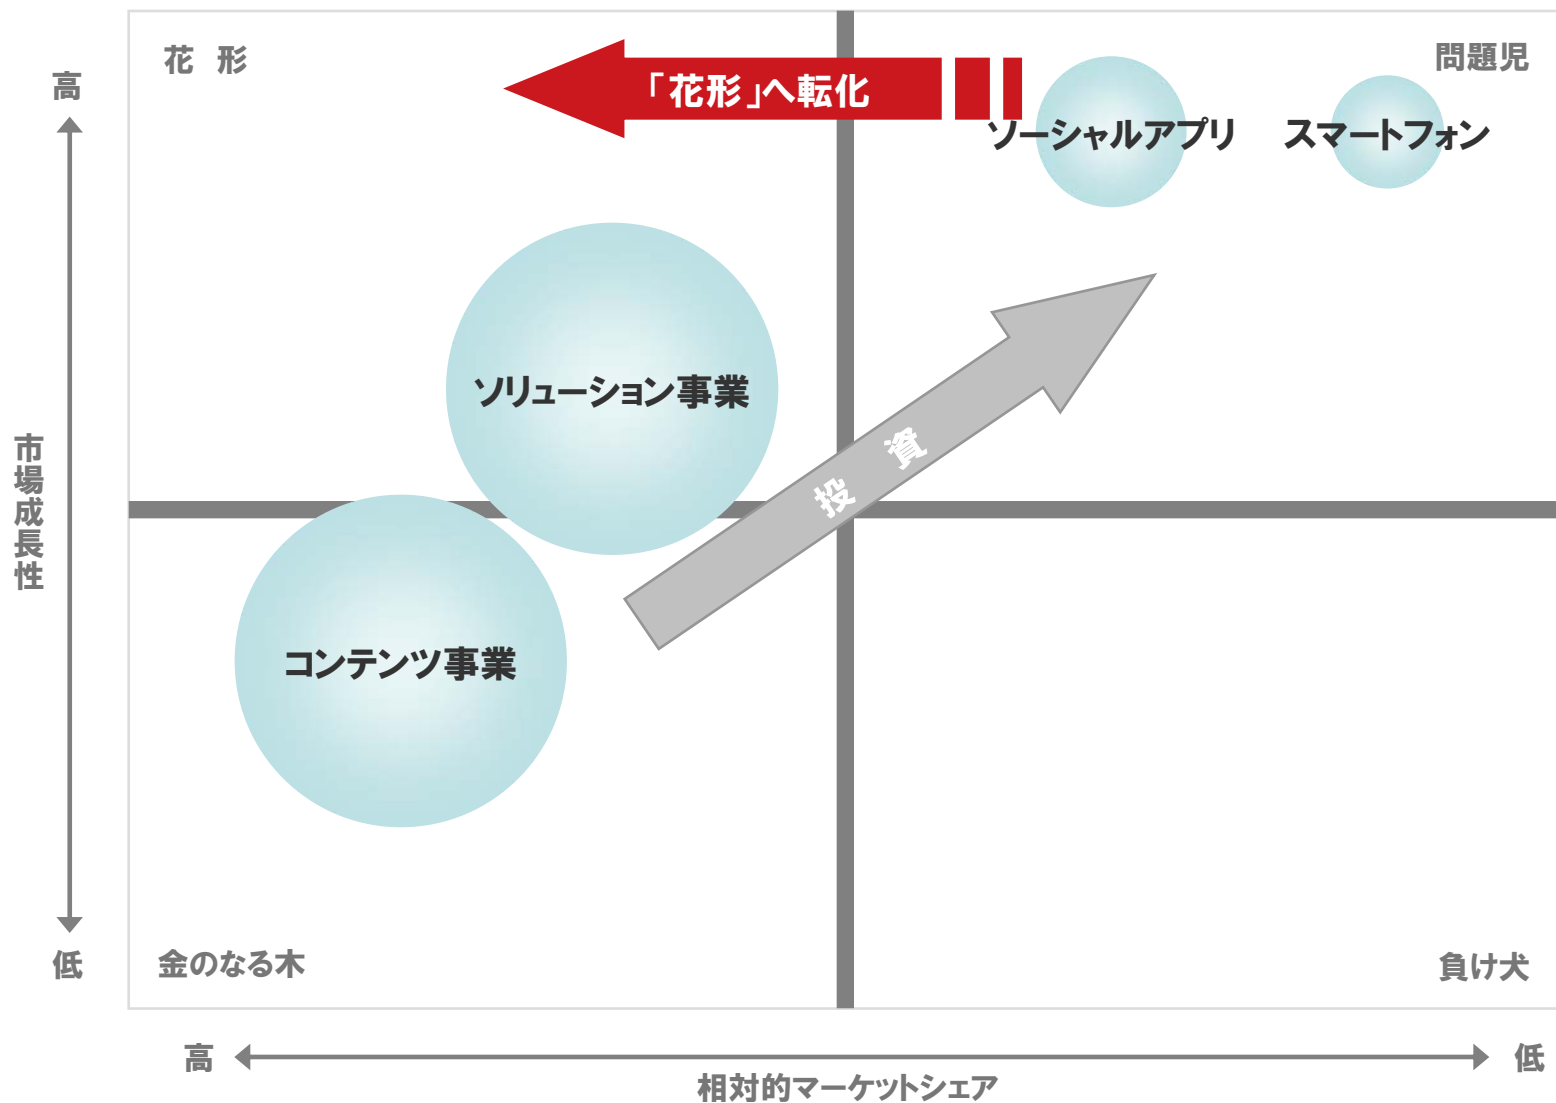 花 形
問題児
高
「花形」へ転化
ソーシャルアプリ
スマートフォン
ソリューション事業
投 資
市場成長性
コンテンツ事業
低
金のなる木
負け犬
高
低
相対的マーケットシェア